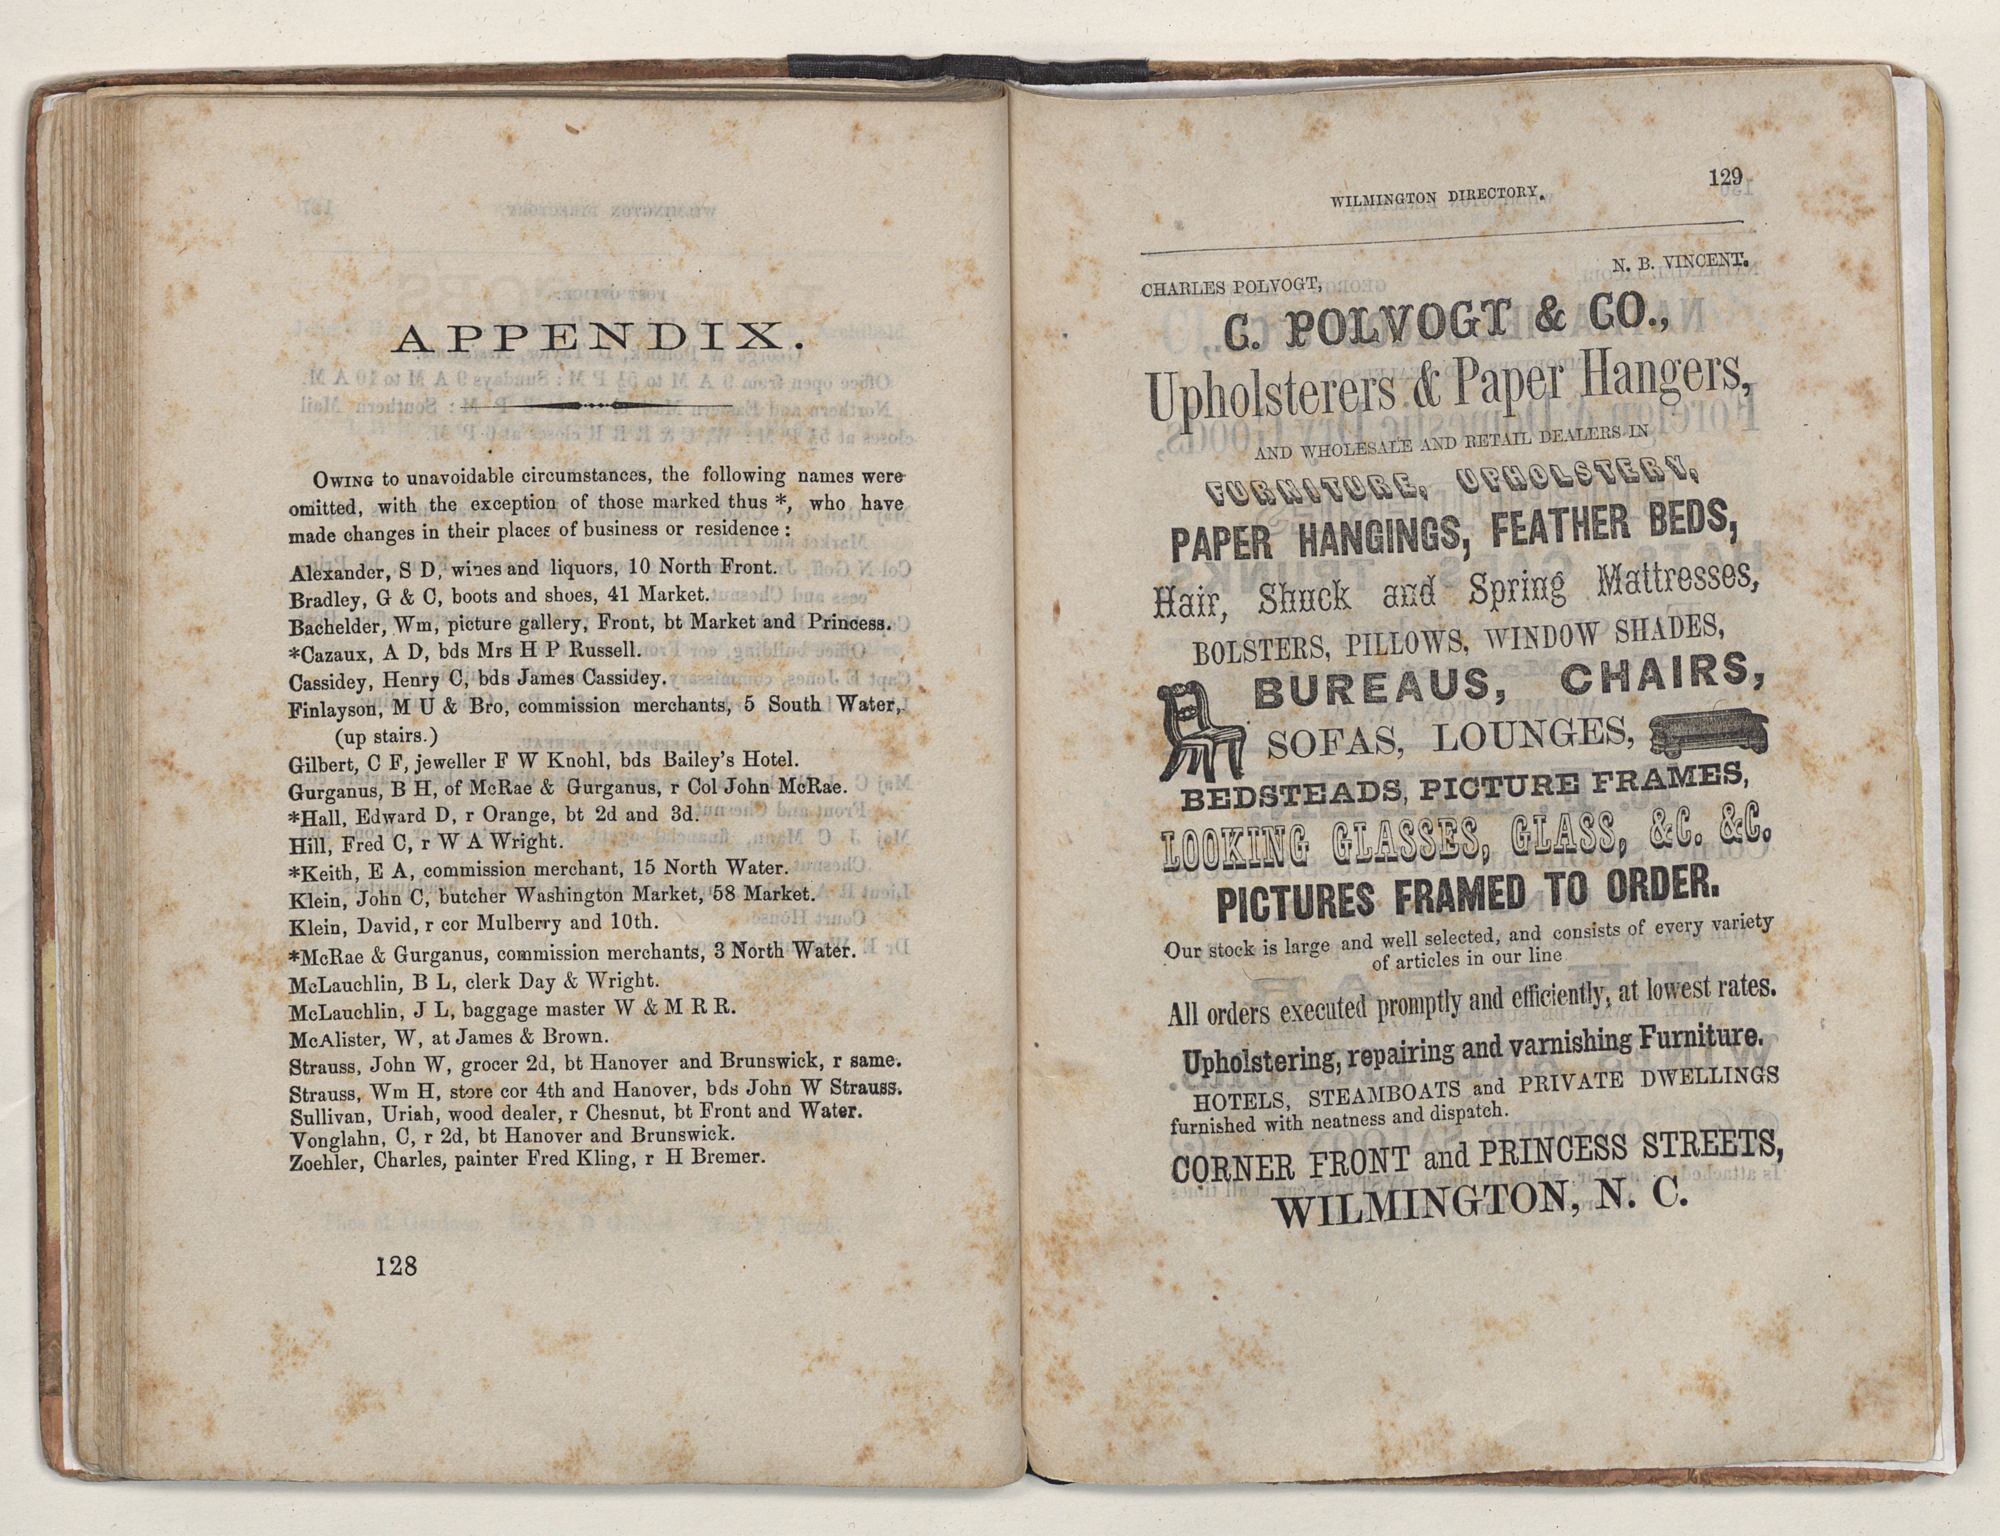 APPENDIX.
OWING to unavoidable circumstances, the following names were
omitted, with the exception of those marked thus *, who have
made changes in their places of business or residence :
Alexander, S D, wines and liquors, 10 North Front.
Bradley, G & C, boots and shoes, 41 Market.
Bachelder, Wm, picture gallery, Front, bt Market and Princess.
*Cazaux, A D, bds Mrs H P Russell.
Cassidey, Henry C, bds James Cassidey.
Finlayson, M U & Bro, commission merchants, 5 South Water,
(up stairs.)
Gilbert, C F, jeweller F W Knohl, bds Bailey's Hotel.
Gurganus, B H, of McRae & Gurganus, r Col John McRae.
*Hall, Edward D, r Orange, bt 2d and 3d.
Hill, Fred C, r W A Wright.
*Keith, E A, commission merchant, 15 North Water.
Klein, John C, butcher Washington Market, 58 Market.
Klein, David, r cor Mulberry and 10th.
*McRae & Gurganus, commission merchants, 3 North Water.
McLauchlin, B L, clerk Day & Wright.
McLauchlin, J L, baggage master W & M R R.
McAlister, W, at James & Brown.
Strauss, John W, grocer 2d, bt Hanover and Brunswick, r same.
Strauss, Wm H, store cor 4th and Hanover, bds John W Strauss.
Sullivan, Uriah, wood dealer, r Chesnut, bt Front and Water.
Vonglahn, C, r 2d, bt Hanover and Brunswick.
Zoehler, Charles, painter Fred Kling, r H Bremer.
128
WILMINGTON DIRECTORY. 129
CHARLES POLVOGT, N. B. VINCENT.
C. POLVOGT & CO.,
Upholsterers & Paper Hangers,
AND WHOLESALE AND RETAIL DEALERS IN
FURNITURE, UPHOLSTERY,
PAPER HANGINGS, FEATHER BEDS,
Hair, Shuck and Spring Mattresses,
BOLSTERS, PILLOWS, WINDOW SHADES,
BUREAUS, CHAIRS,
SOFAS, LOUNGES,
BEDSTEADS, PICTURE FRAMES,
LOOKING GLASSES, GLASS, &C. &C.
PICTURES FRAMED TO ORDER.
Our stock is large and well selected, and consists of every variety
of articles in our line
All orders executed promptly and efficiently, at lowest rates.
Upholstering, repairing and varnishing Furniture.
HOTELS, STEAMBOATS and PRIVATE DWELLINGS
furnished with neatness and dispatch.
CORNER FRONT and PRINCESS STREETS,
WILMINGTON, N. C.